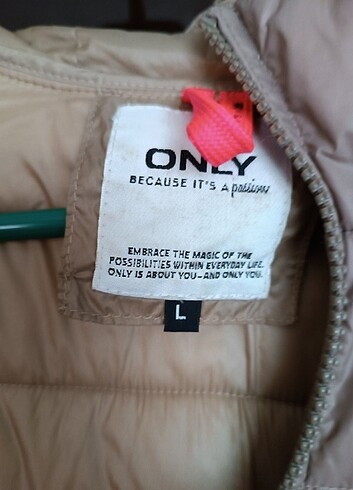 ONLY
BECAUSE IT'S A passion
EMBRACE THE MAGIC OF THE
POSSIBILITIES WITHIN EVERYDAY LIFE.
ONLY IS ABOUT YOU—AND ONLY YOU.
L